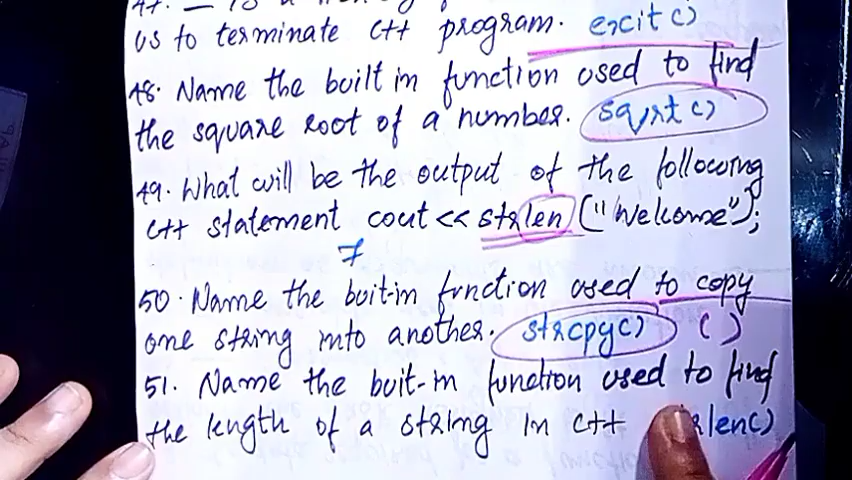 us to terminate C++ program. exit()
48. Name the built in function used to find
the square root of a number. sqrt()
49. What will be the output of the following
C++ statement cout << strlen ("Welcome");
7
50. Name the buit-in function used to copy
one string into another. strcpy() ()
51. Name the buit-in function used to find
the length of a string in C++ strlen()